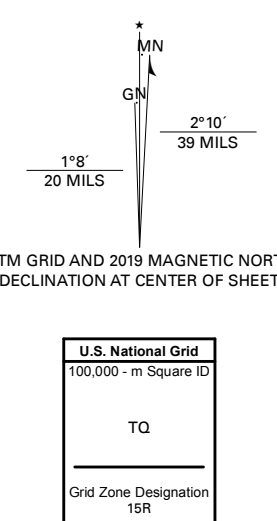 MN
GN
2°10´
39 MILS
1°8´
20 MILS
TM GRID AND 2019 MAGNETIC NORT
DECLINATION AT CENTER OF SHEET
U.S. National Grid
100,000 - m Square ID
TQ
Grid Zone Designation
15R